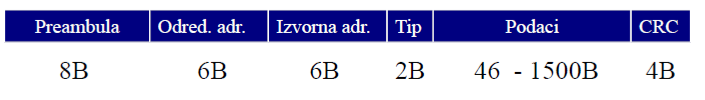 Preambula Odred. adr. Izvorna adr. Tip Podaci CRC
8B 6B 6B 2B 46 - 1500B 4B